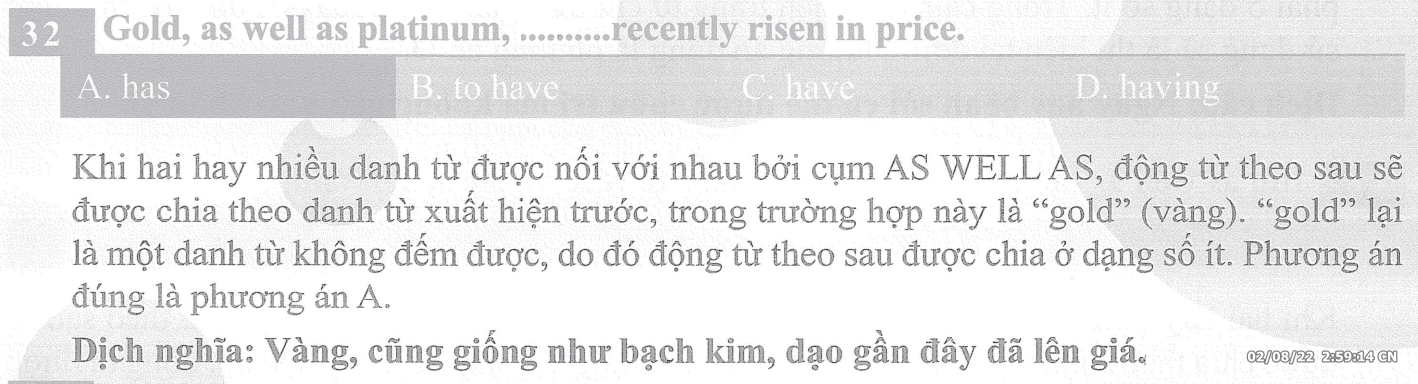 32 Gold, as well as platinum, ...........recently risen in price.
A. has B. to have C. have D. having
Khi hai hay nhiều danh từ được nối với nhau bởi cụm AS WELL AS, động từ theo sau sẽ
được chia theo danh từ xuất hiện trước, trong trường hợp này là “gold” (vàng). “gold” lại
là một danh từ không đếm được, do đó động từ theo sau được chia ở dạng số ít. Phương án
đúng là phương án A.
Dịch nghĩa: Vàng, cũng giống như bạch kim, dạo gần đây đã lên giá.
02/08/22 2:59:14 CN